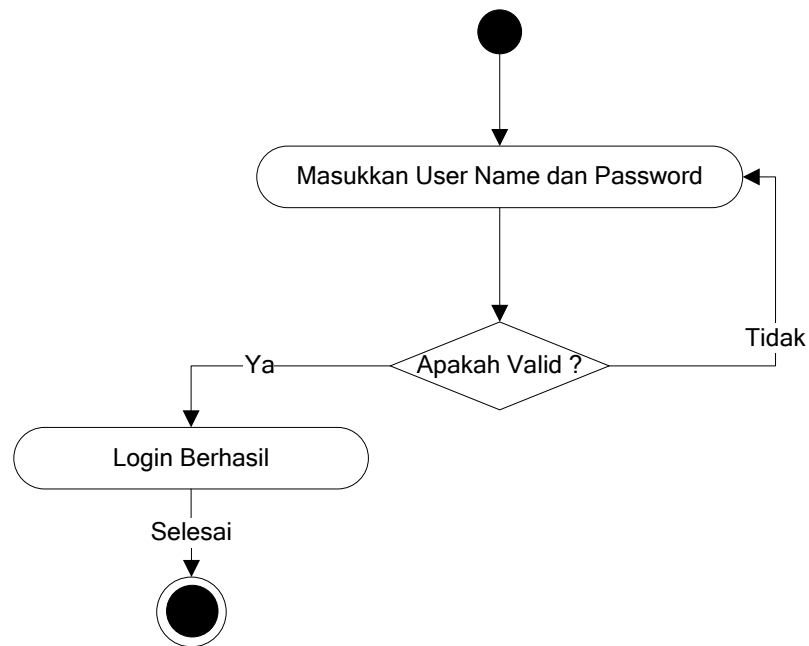 Masukkan User Name dan Password
Tidak
Apakah Valid ?
Ya
Login Berhasil
Selesai